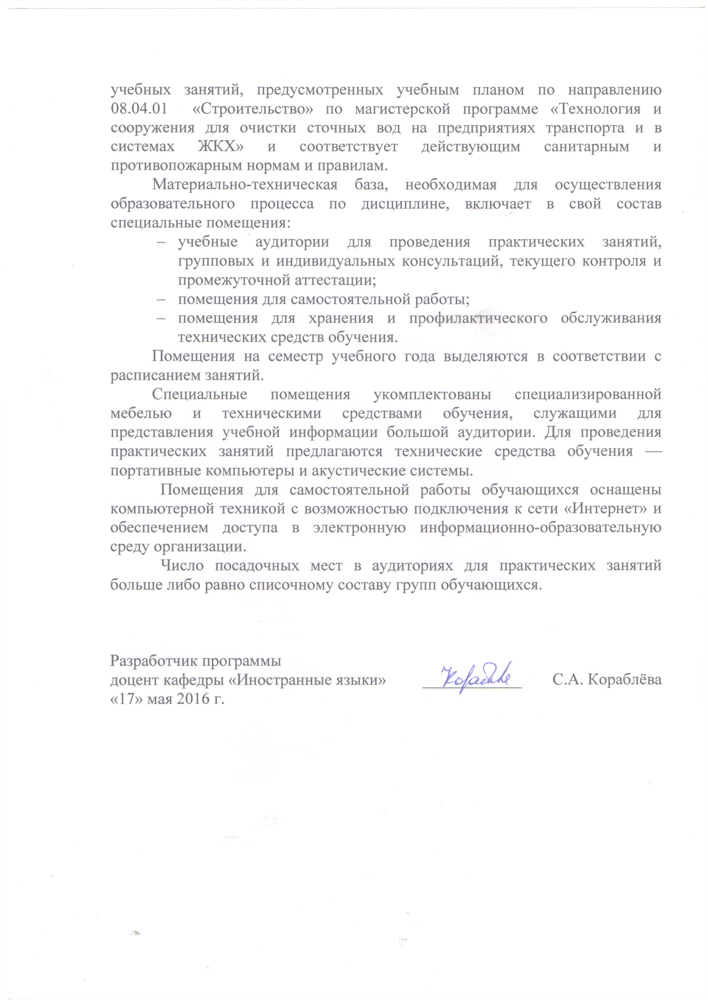 учебных занятий, предусмотренных учебным планом по направлению
08.04.01 «Строительство» по магистерской программе «Технология и
сооружения для очистки сточных вод на предприятиях транспорта и в
системах ЖКХ» и соответствует действующим санитарным и
противопожарным нормам и правилам.
Материально-техническая база, необходимая для осуществления
образовательного процесса по дисциплине, включает в свой состав
специальные помещения:
– учебные аудитории для проведения практических занятий,
групповых и индивидуальных консультаций, текущего контроля и
промежуточной аттестации;
– помещения для самостоятельной работы;
– помещения для хранения и профилактического обслуживания
технических средств обучения.
Помещения на семестр учебного года выделяются в соответствии с
расписанием занятий.
Специальные помещения укомплектованы специализированной
мебелью и техническими средствами обучения, служащими для
представления учебной информации большой аудитории. Для проведения
практических занятий предлагаются технические средства обучения —
портативные компьютеры и акустические системы.
Помещения для самостоятельной работы обучающихся оснащены
компьютерной техникой с возможностью подключения к сети «Интернет» и
обеспечением доступа в электронную информационно-образовательную
среду организации.
Число посадочных мест в аудиториях для практических занятий
больше либо равно списочному составу групп обучающихся.
Разработчик программы
доцент кафедры «Иностранные языки» С.А. Кораблёва
«17» мая 2016 г.